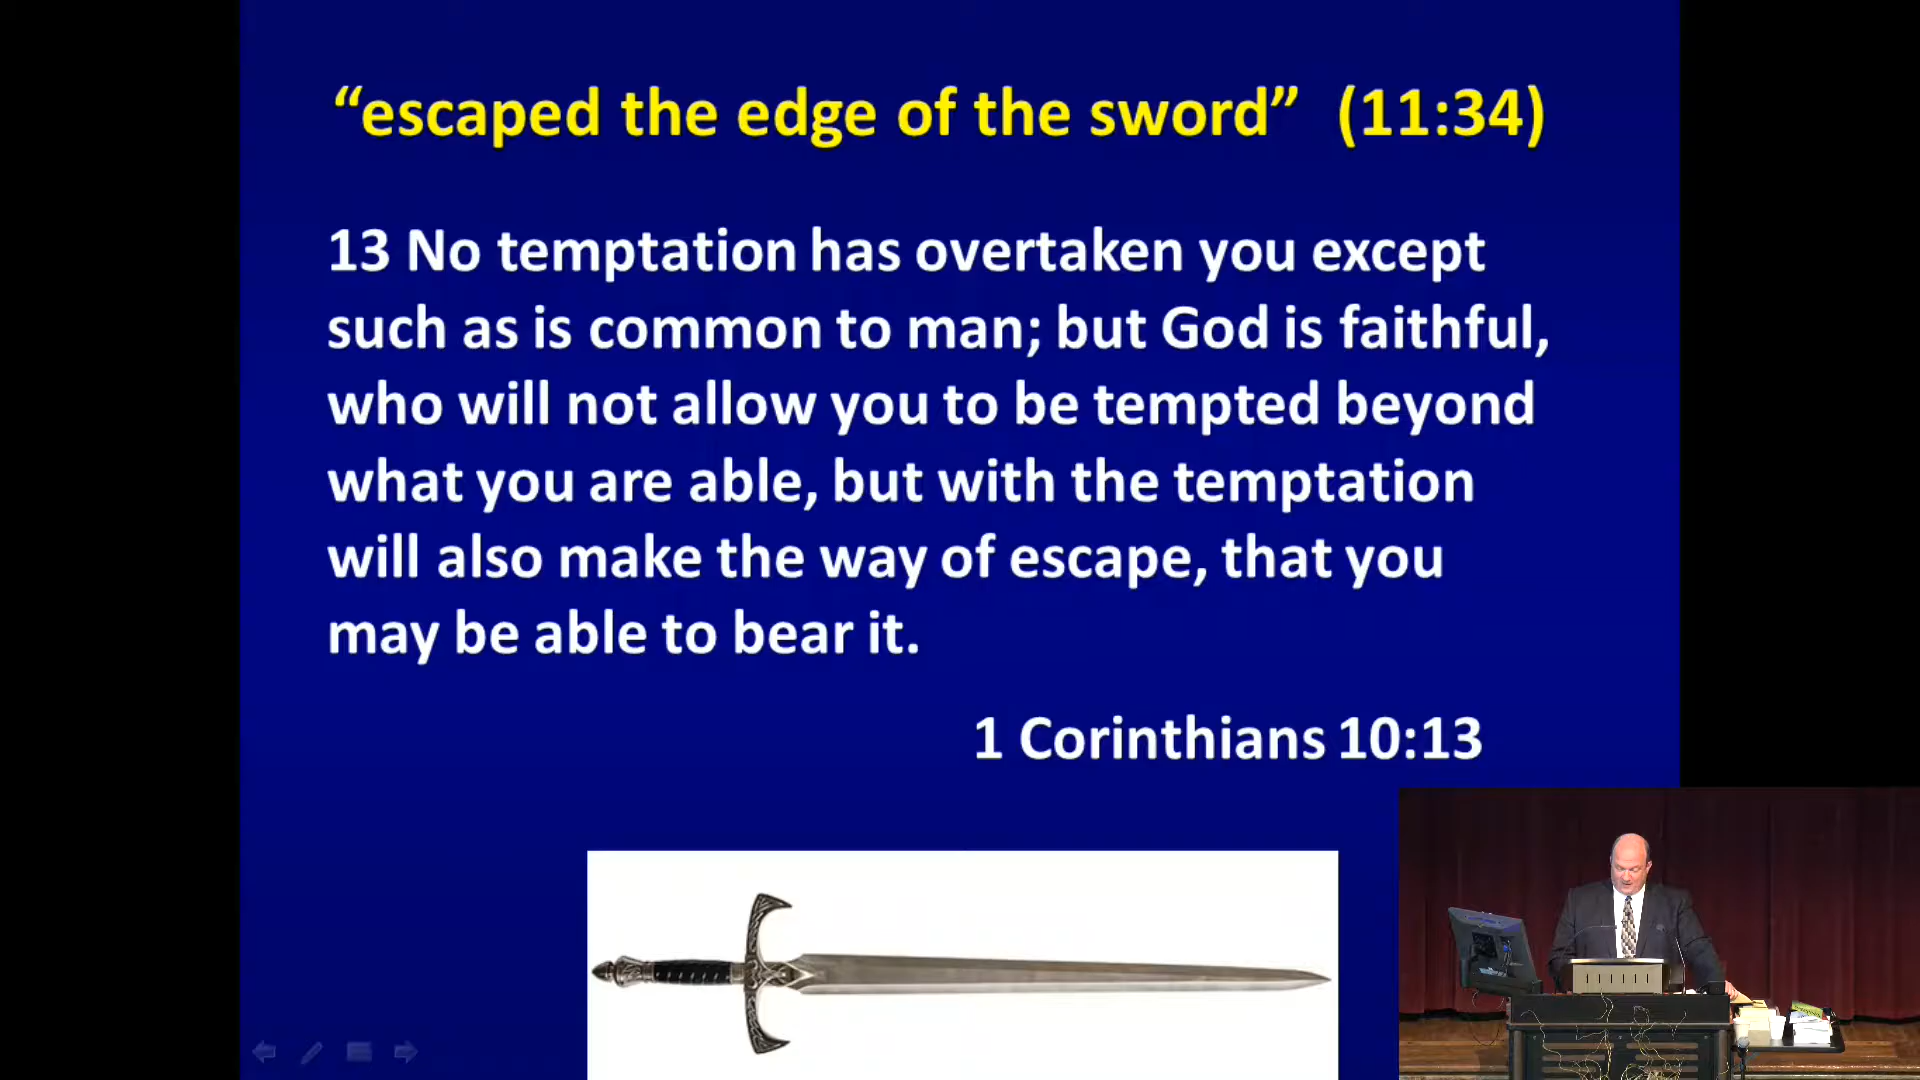 “escaped the edge of the sword” (11:34)
13 No temptation has overtaken you except
such as is common to man; but God is faithful,
who will not allow you to be tempted beyond
what you are able, but with the temptation
will also make the way of escape, that you
may be able to bear it.
1 Corinthians 10:13